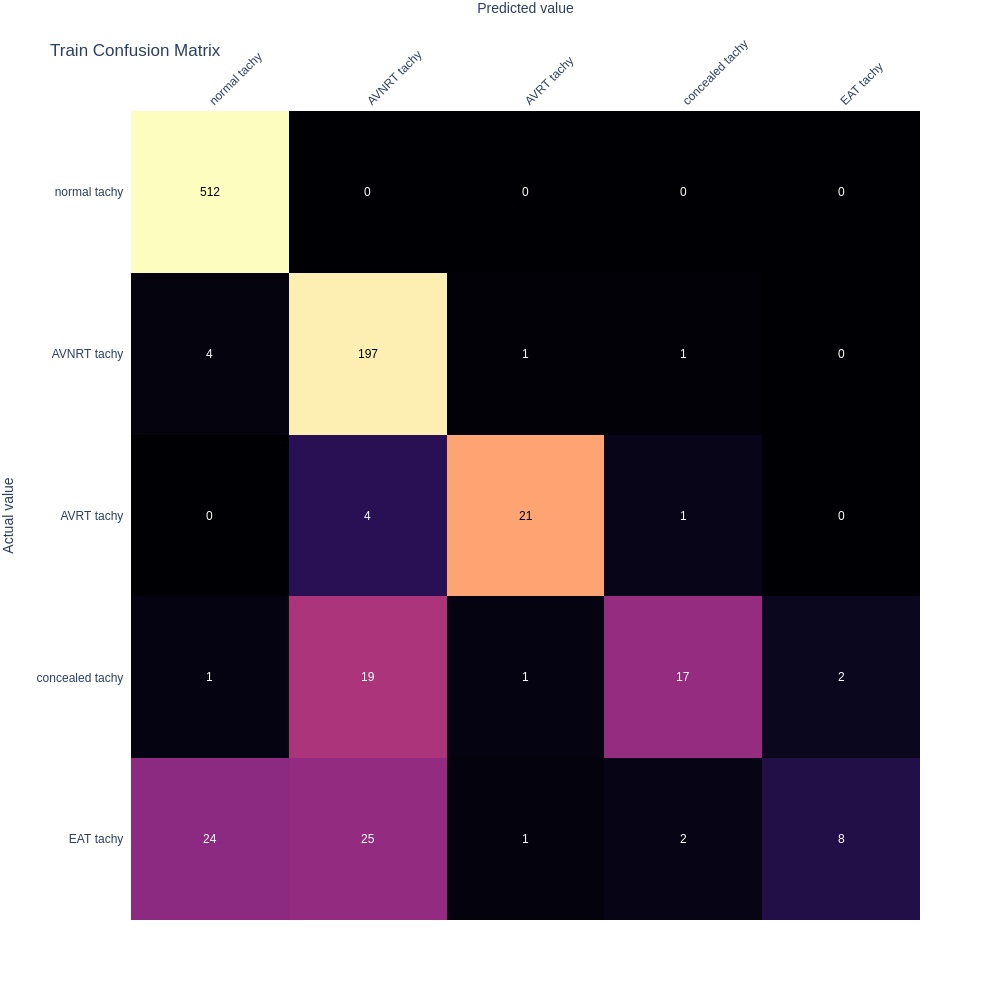 Predicted value
Train Confusion Matrix
normal tachy
AVNRT tachy
AVRT tachy
concealed tachy
EAT tachy
Actual value
normal tachy 512 0 0 0 0
AVNRT tachy 4 197 1 1 0
AVRT tachy 0 4 21 1 0
concealed tachy 1 19 1 17 2
EAT tachy 24 25 1 2 8